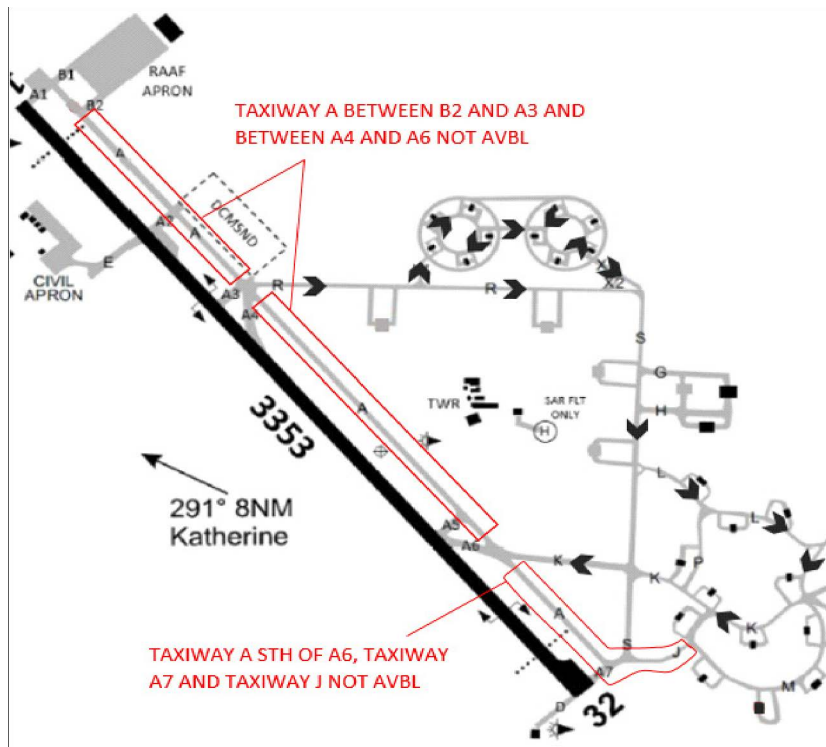 B1
RAAF
APRON
A1
B2
TAXIWAY A BETWEEN B2 AND A3 AND
BETWEEN A4 AND A6 NOT AVBL
A
DCMSND
A2
A
E
CIVIL
APRON
A3
R
R
X2
A4
S
G
H
A
TWR
SAR FLT
ONLY
H
3353
L
L
291° 8NM
Katherine
A5
A6
K
K
P
K
A
TAXIWAY A STH OF A6, TAXIWAY
A7 AND TAXIWAY J NOT AVBL
S
J
A7
M
D
32